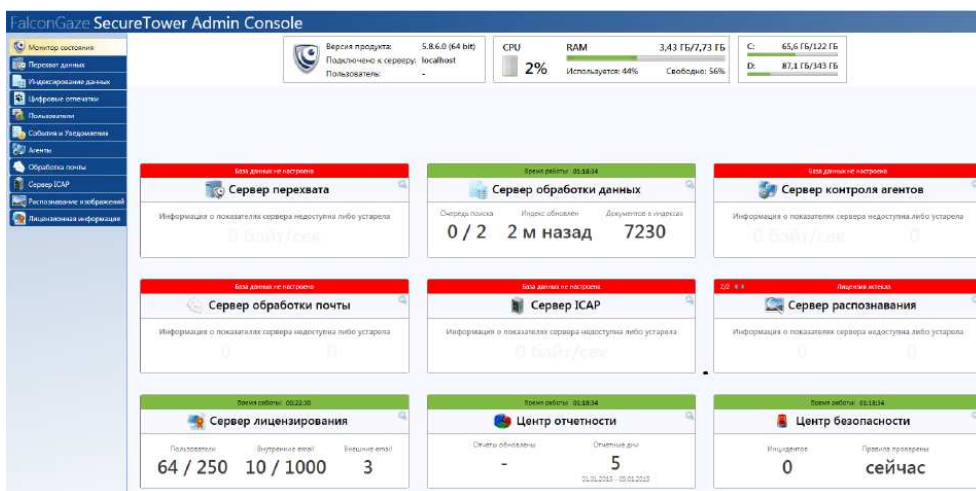 FalconGaze SecureTower Admin Console
Монитор состояния
Перехват данных
Индексирование данных
Цифровые отпечатки
Пользователи
События и Уведомления
Агенты
Обработка почты
Сервер ICAP
Распознавание изображений
Лицензионная информация
Версия продукта: 5.8.6.0 (64 bit)
Подключено к серверу: localhost
Пользователь: -
CPU
2%
RAM 3,43 ГБ/7,73 ГБ
Используется: 44% Свободно: 56%
C: 65,6 ГБ/122 ГБ
D: 87,1 ГБ/343 ГБ
База данных не настроена
Сервер перехвата
Информация о показателях сервера недоступна либо устарела
0 байт/сек
Время работы: 01:18:34
Сервер обработки данных
Очередь поиска Индекс обновлен Документов в индексах
0 / 2 2 м назад 7230
База данных не настроена
Сервер контроля агентов
Информация о показателях сервера недоступна либо устарела
0 байт/сек 0
База данных не настроена
Сервер обработки почты
Информация о показателях сервера недоступна либо устарела
0 0
База данных не настроена
Сервер ICAP
Информация о показателях сервера недоступна либо устарела
0 байт/сек
2/2 Лицензия истекла
Сервер распознавания
Информация о показателях сервера недоступна либо устарела
0 0
Время работы: 00:22:30
Сервер лицензирования
Пользователи Внутренние email Внешние email
64 / 250 10 / 1000 3
Время работы: 01:18:34
Центр отчетности
Отчеты обновлены Отчетные дни
- 5
Время работы: 01:18:34
Центр безопасности
Инцидентов Правила проверены
0 сейчас